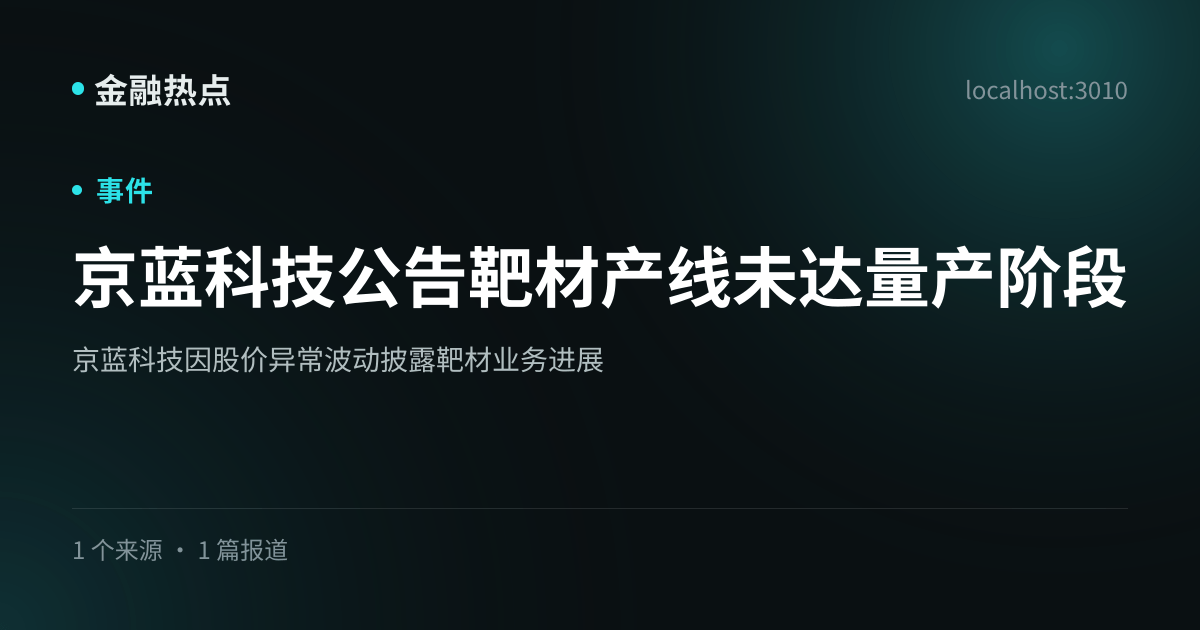 金融热点
localhost:3010
事件
京蓝科技公告靶材产线未达量产阶段
京蓝科技因股价异常波动披露靶材业务进展
1 个来源 • 1 篇报道